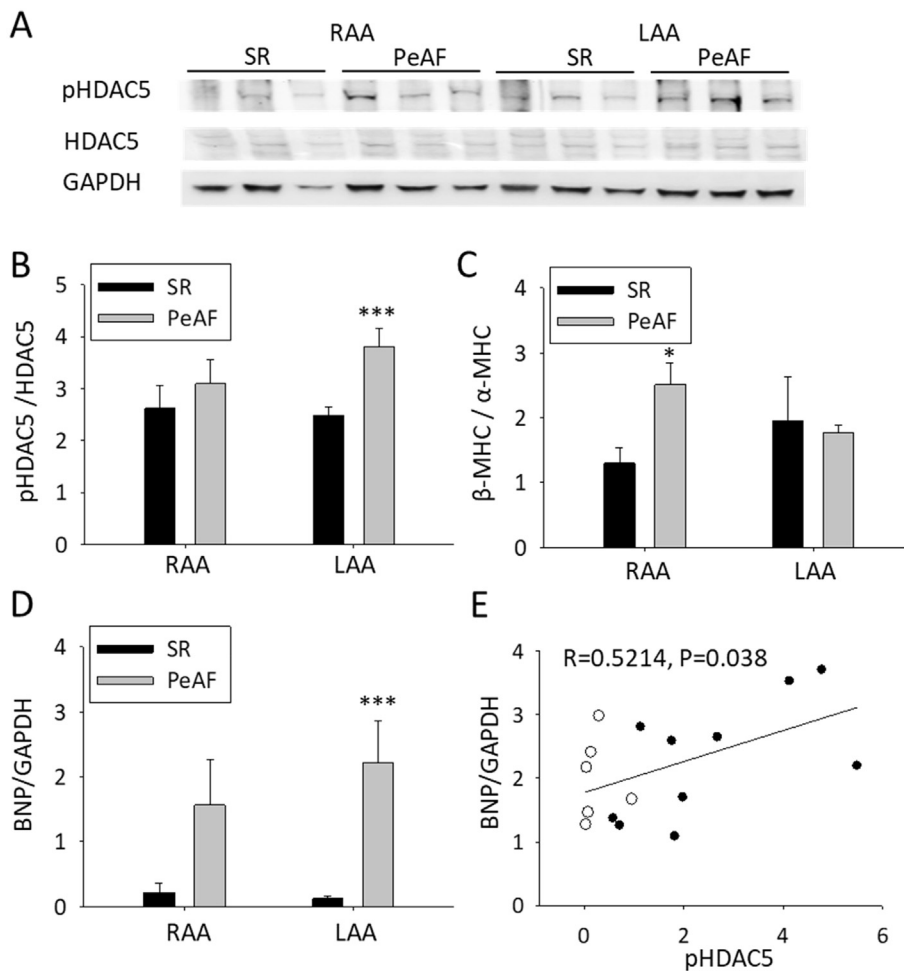 A
RAA LAA
SR PeAF SR PeAF
pHDAC5
HDAC5
GAPDH
B
SR
PeAF
***
pHDAC5 /HDAC5
5
4
3
2
1
0
RAA LAA
C
SR
PeAF
*
β-MHC / α-MHC
4
3
2
1
0
RAA LAA
D
SR
PeAF
***
BNP/GAPDH
4
3
2
1
0
RAA LAA
E
R=0.5214, P=0.038
BNP/GAPDH
4
3
2
1
0
0 2 4 6
pHDAC5